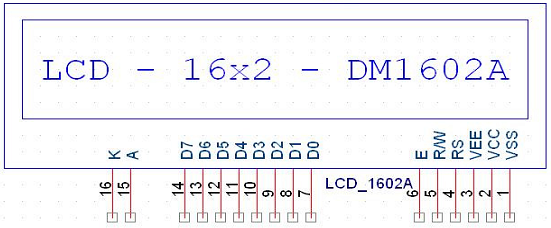 LCD - 16x2 - DM1602A
K A D7 D6 D5 D4 D3 D2 D1 D0 E R/W RS VEE VCC VSS
16 15 14 13 12 11 10 9 8 7 LCD_1602A 6 5 4 3 2 1